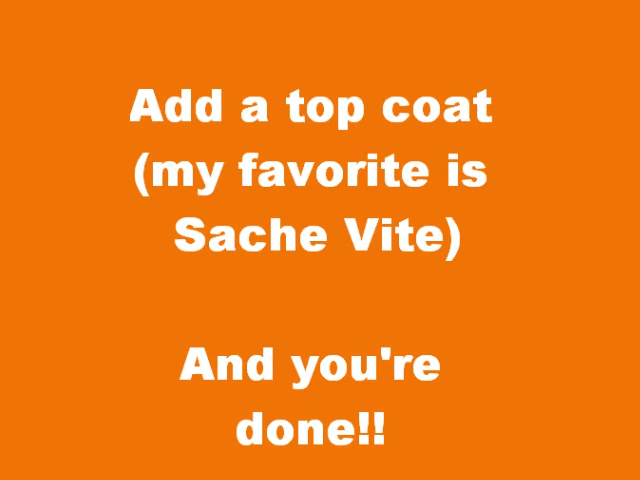 Add a top coat
(my favorite is
Sache Vite)
And you're
done!!